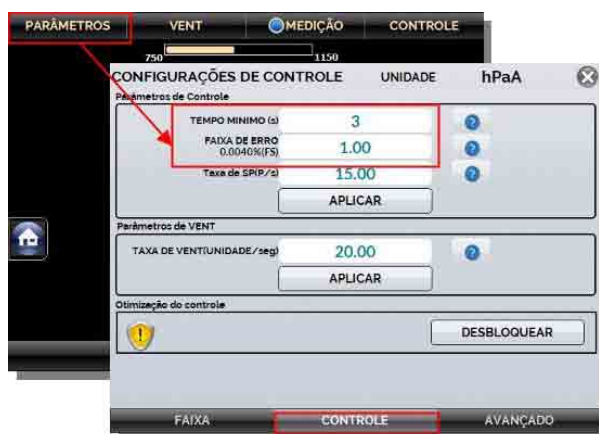 PARÂMETROS VENT MEDIÇÃO CONTROLE
750 1150
CONFIGURAÇÕES DE CONTROLE UNIDADE hPaA
Parâmetros de Controle
TEMPO MINIMO (s) 3
FAIXA DE ERRO 1.00
0.0040%(FS)
Taxa de SP(P/s) 15.00
APLICAR
Parâmetros de VENT
TAXA DE VENT(UNIDADE/seg) 20.00
APLICAR
Otimização do controle
DESBLOQUEAR
FAIXA CONTROLE AVANÇADO